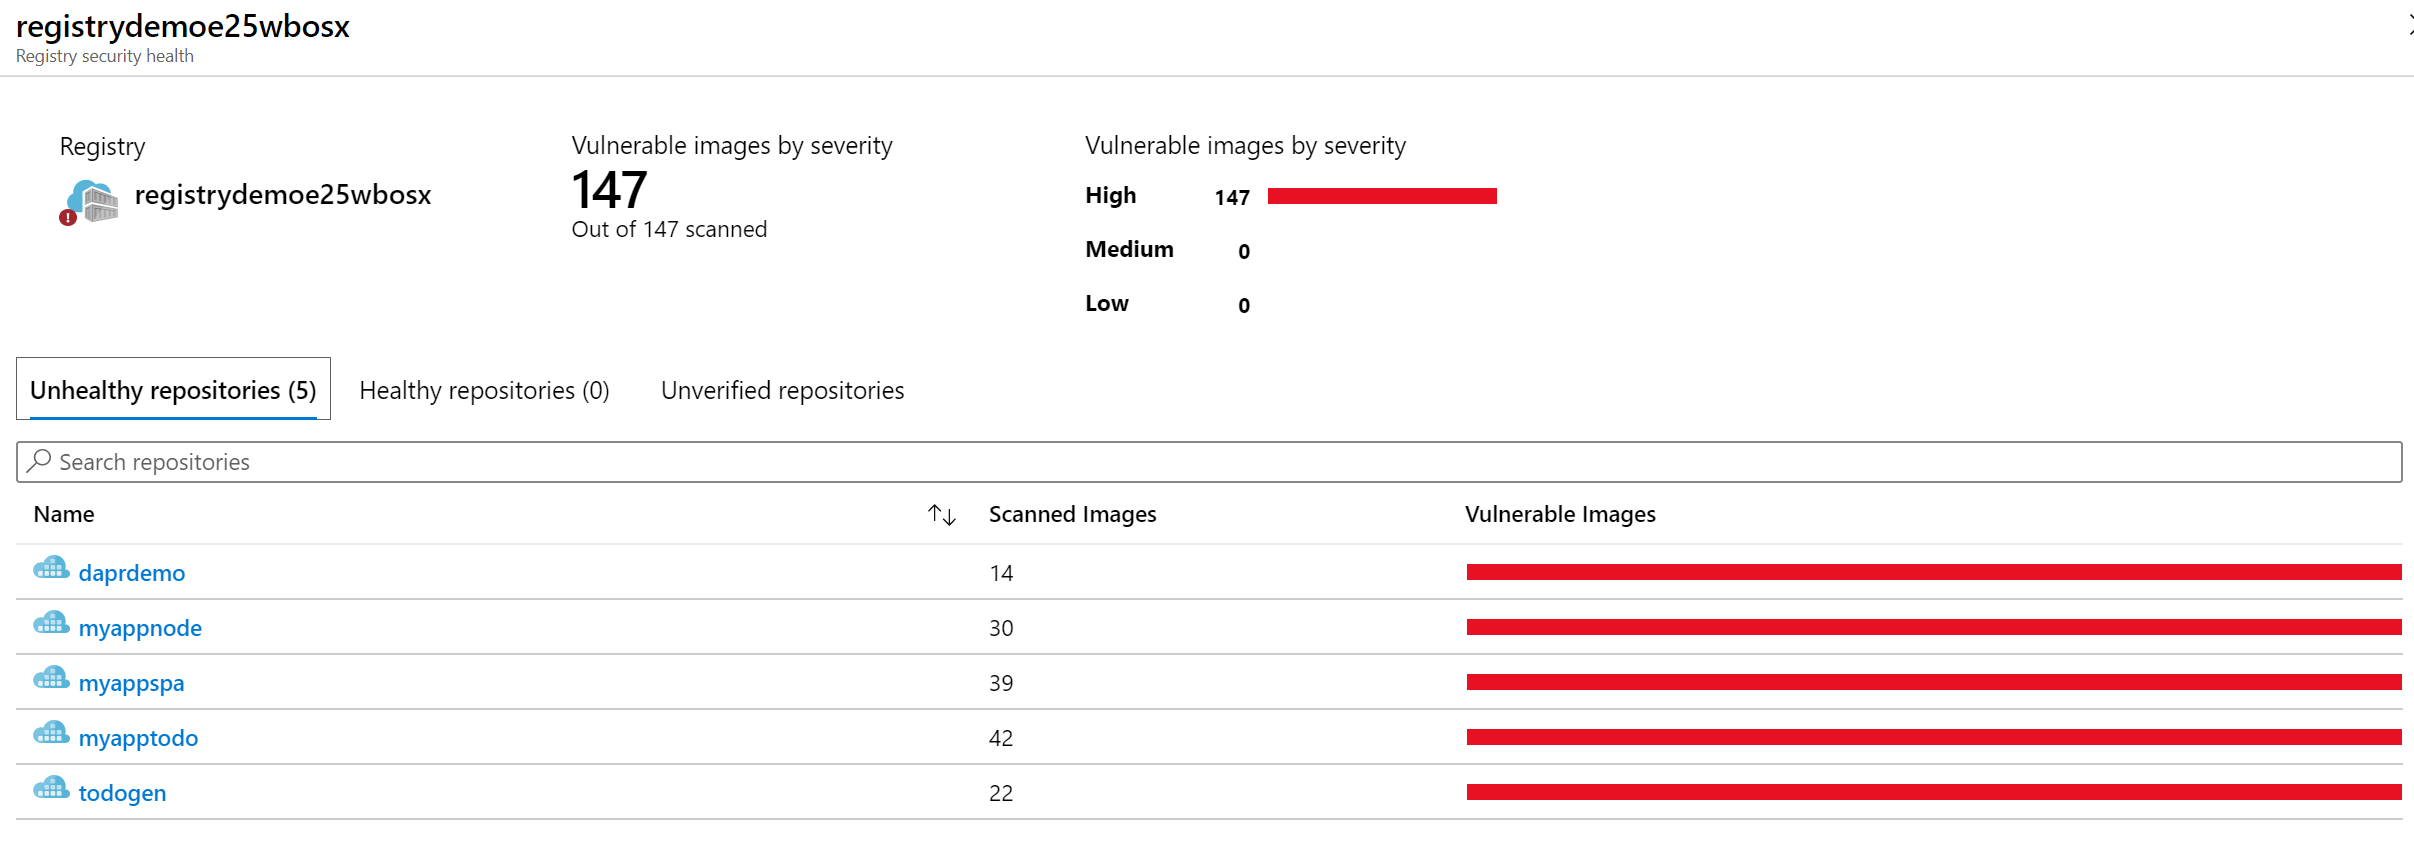 registrydemoe25wbosx
Registry security health
Registry
registrydemoe25wbosx
Vulnerable images by severity
147
Out of 147 scanned
Vulnerable images by severity
High 147
Medium 0
Low 0
Unhealthy repositories (5) Healthy repositories (0) Unverified repositories
Search repositories
Name Scanned Images Vulnerable Images
daprdemo 14
myappnode 30
myappspa 39
myapptodo 42
todogen 22